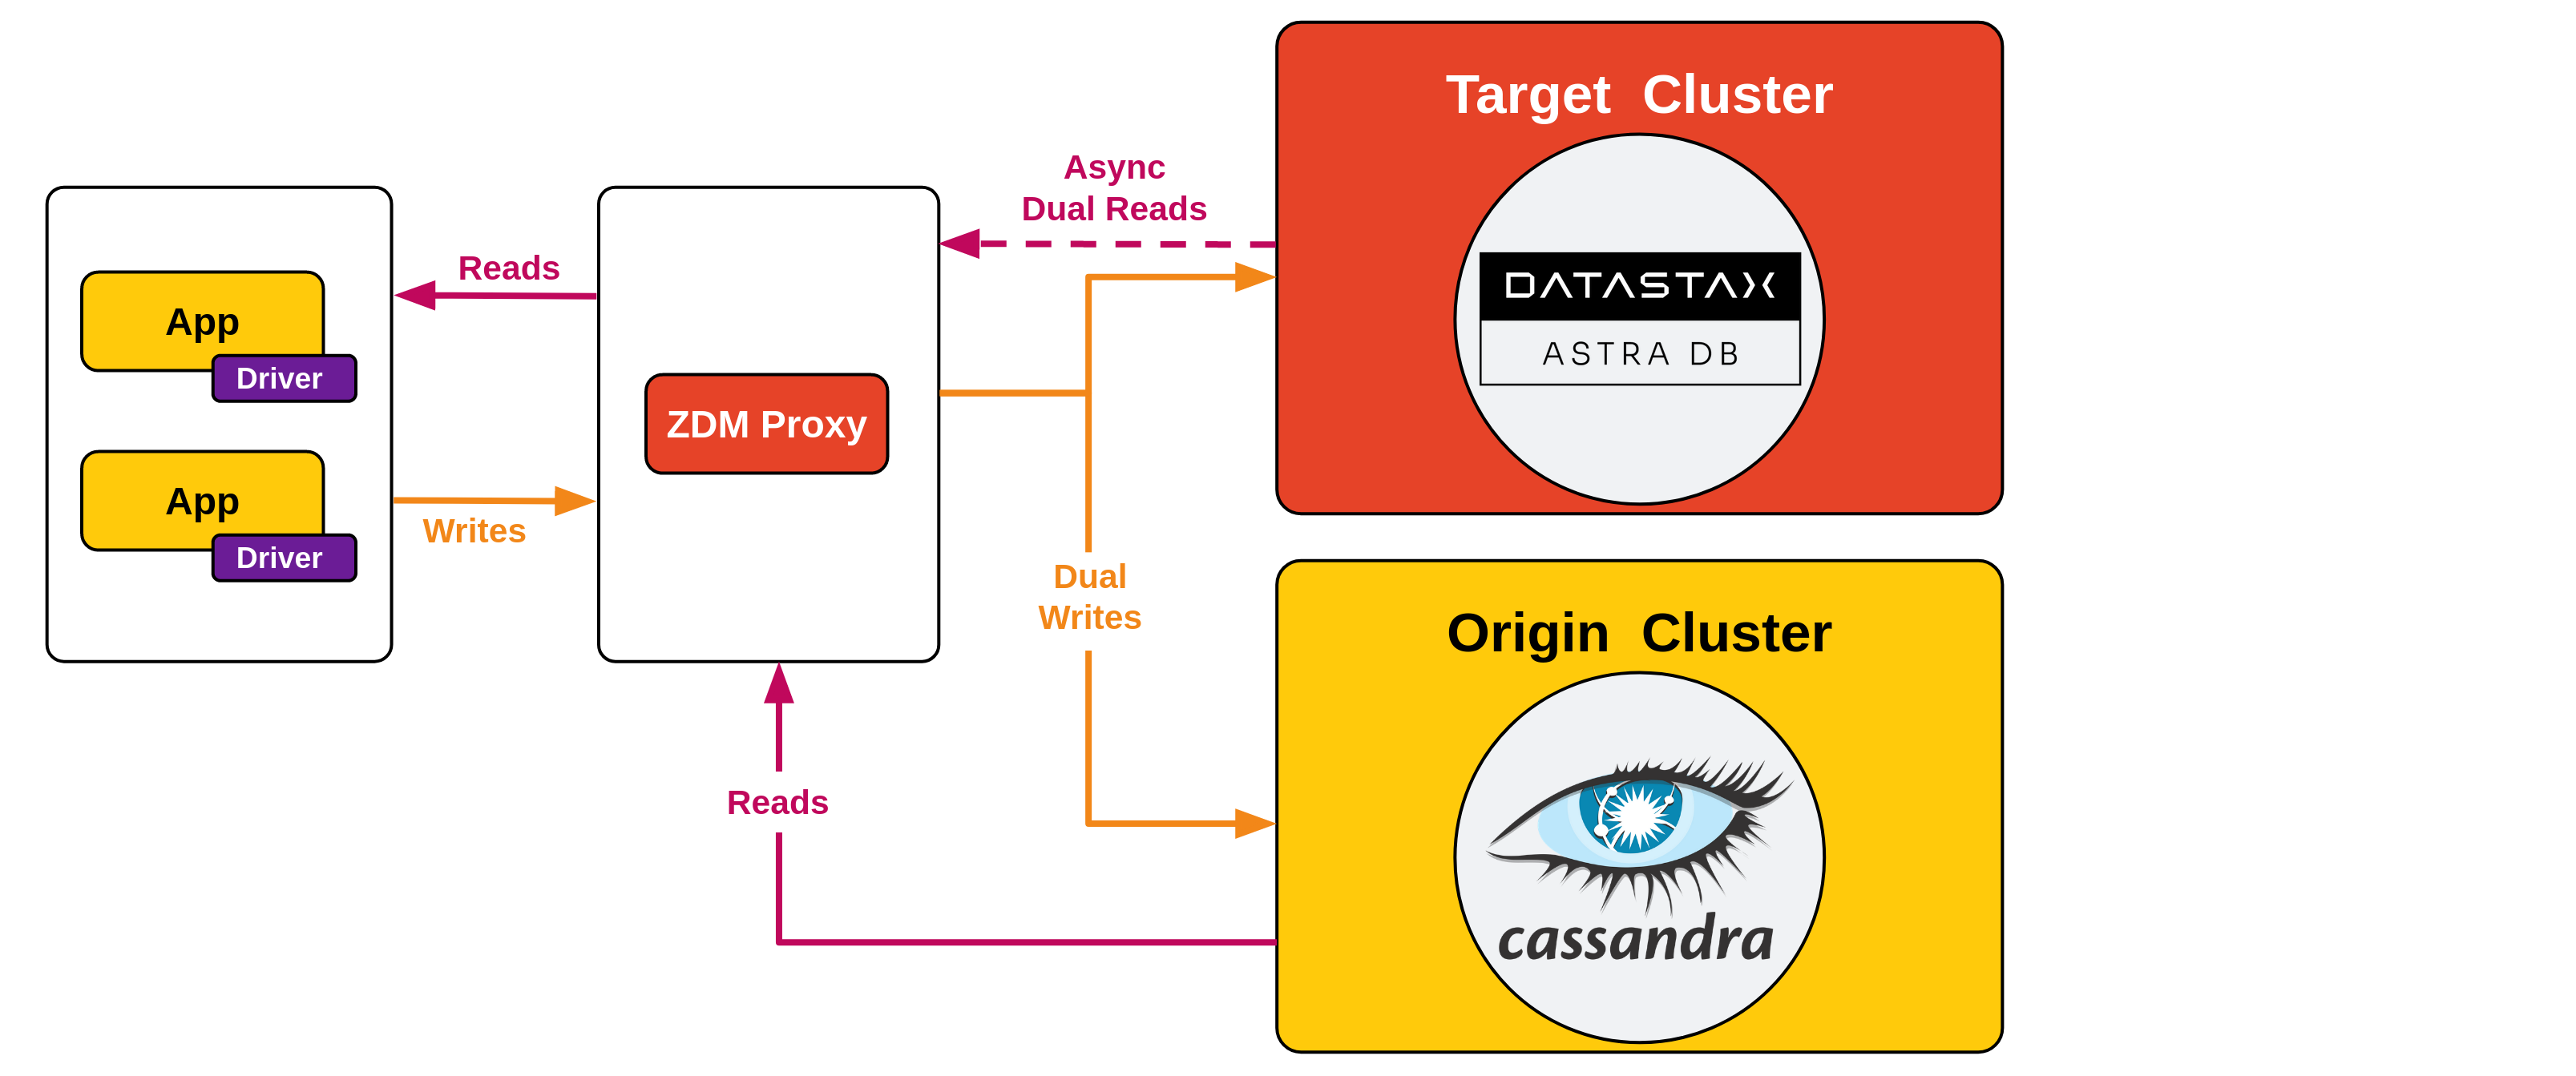 Target Cluster
DATASTAX
ASTRA DB
Async
Dual Reads
Reads
App
Driver
ZDM Proxy
App
Driver
Writes
Dual
Writes
Origin Cluster
Reads
cassandra